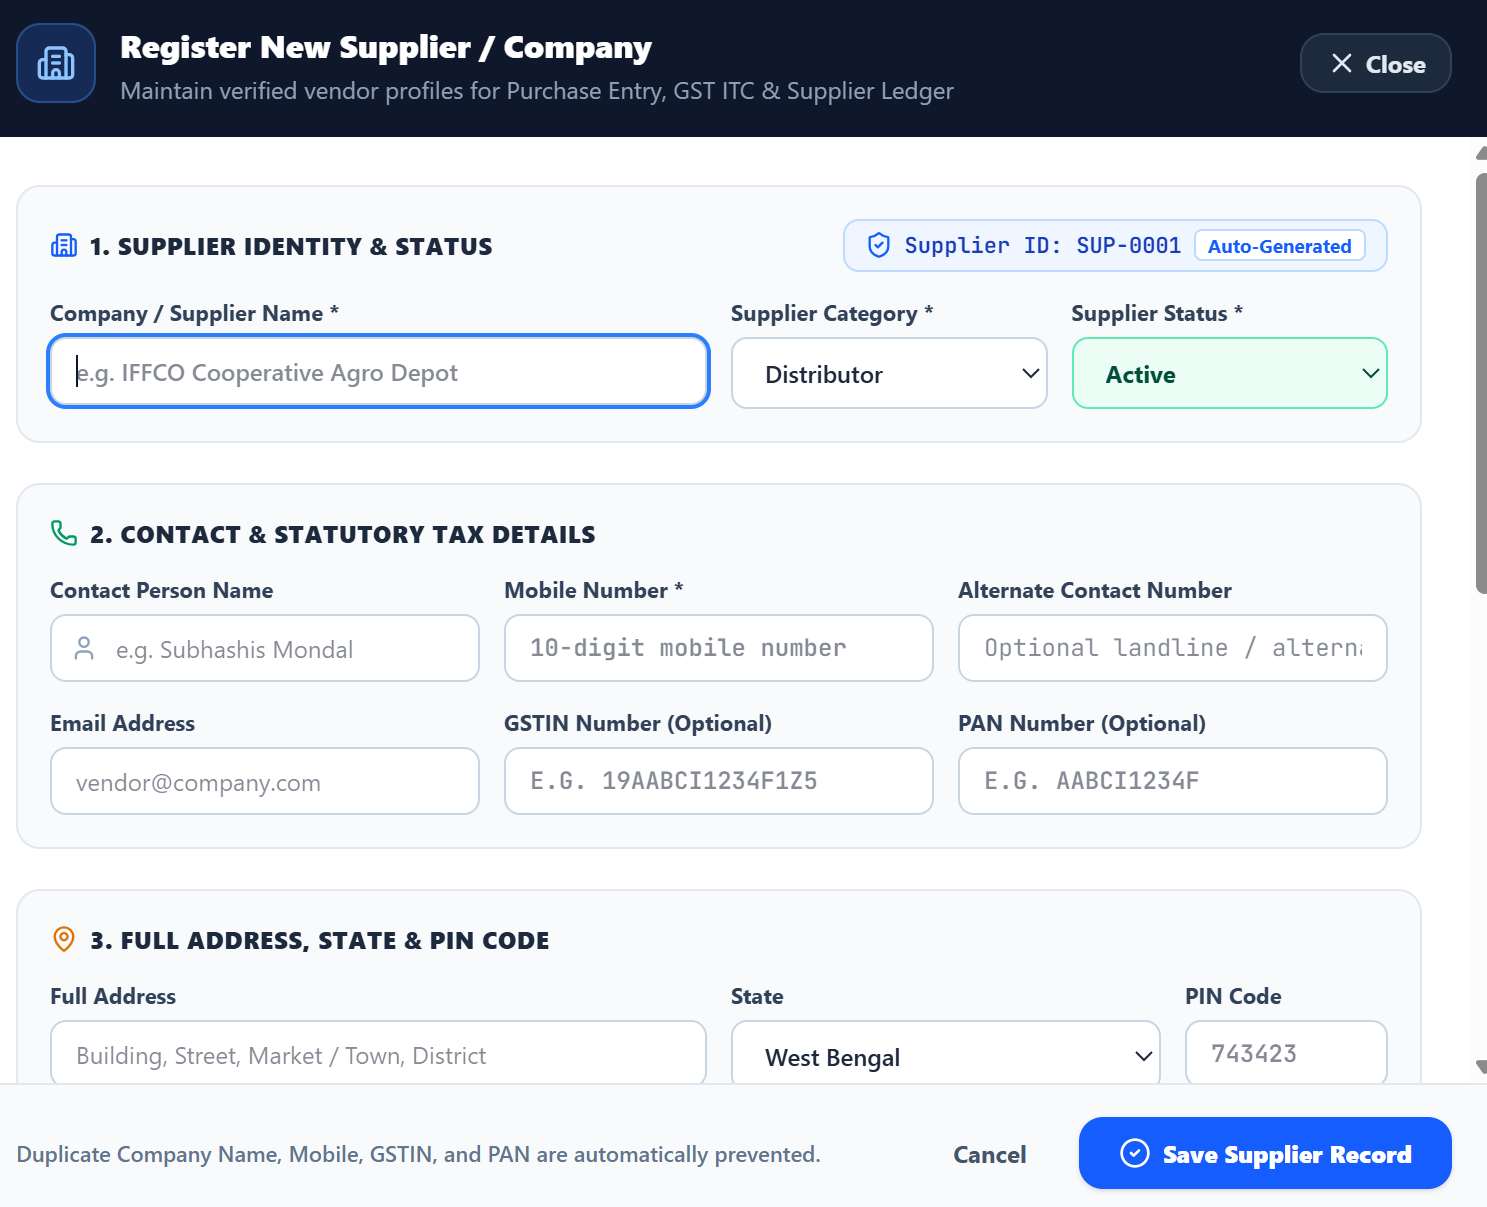 Register New Supplier / Company
Maintain verified vendor profiles for Purchase Entry, GST ITC & Supplier Ledger
Close
1. SUPPLIER IDENTITY & STATUS
Supplier ID: SUP-0001 Auto-Generated
Company / Supplier Name *
Supplier Category *
Supplier Status *
e.g. IFFCO Cooperative Agro Depot
Distributor
Active
2. CONTACT & STATUTORY TAX DETAILS
Contact Person Name
Mobile Number *
Alternate Contact Number
e.g. Subhashis Mondal
10-digit mobile number
Optional landline / alterna
Email Address
GSTIN Number (Optional)
PAN Number (Optional)
vendor@company.com
E.G. 19AABCI1234F1Z5
E.G. AABCI1234F
3. FULL ADDRESS, STATE & PIN CODE
Full Address
State
PIN Code
Building, Street, Market / Town, District
West Bengal
743423
Duplicate Company Name, Mobile, GSTIN, and PAN are automatically prevented.
Cancel
Save Supplier Record